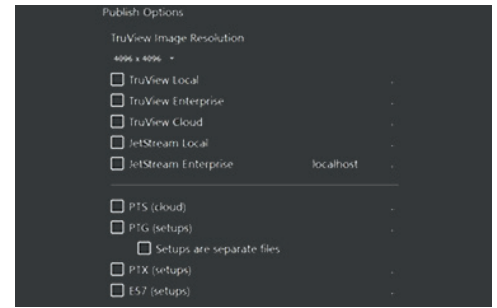 Publish Options
TruView Image Resolution
4096 x 4096
TruView Local
TruView Enterprise
TruView Cloud
JetStream Local
JetStream Enterprise localhost
PTS (cloud)
PTG (setups)
Setups are separate files
PTX (setups)
E57 (setups)